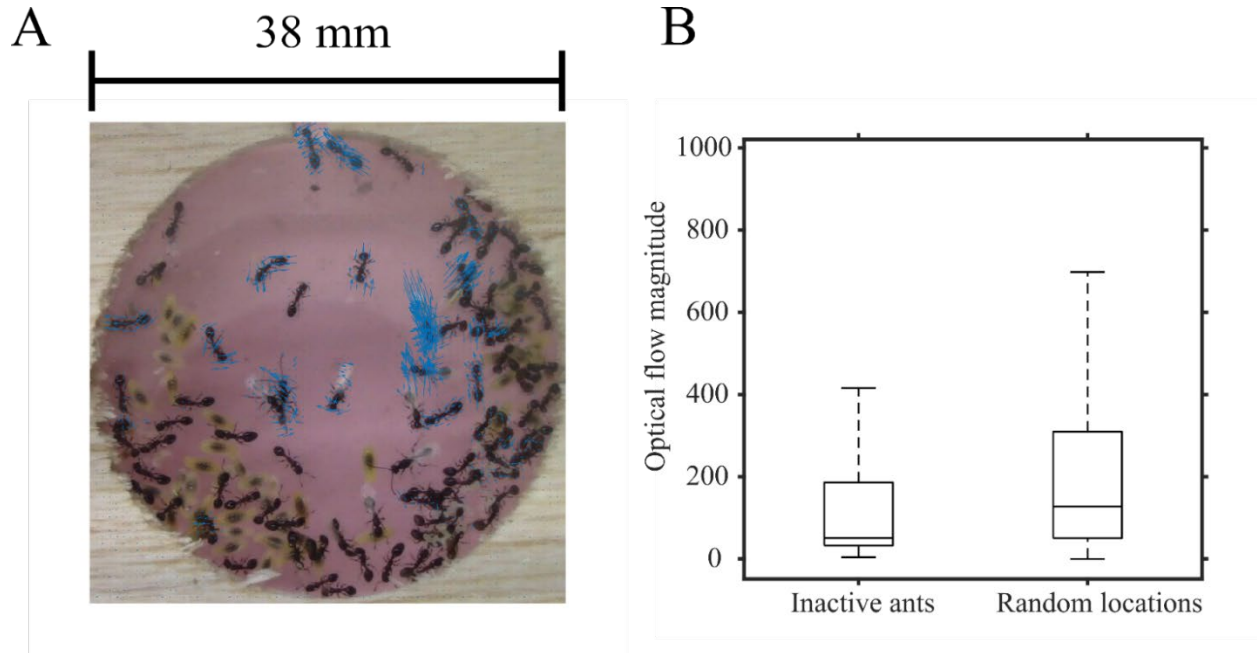 A
38 mm
B
1000
800
600
400
200
0
Optical flow magnitude
Inactive ants
Random locations